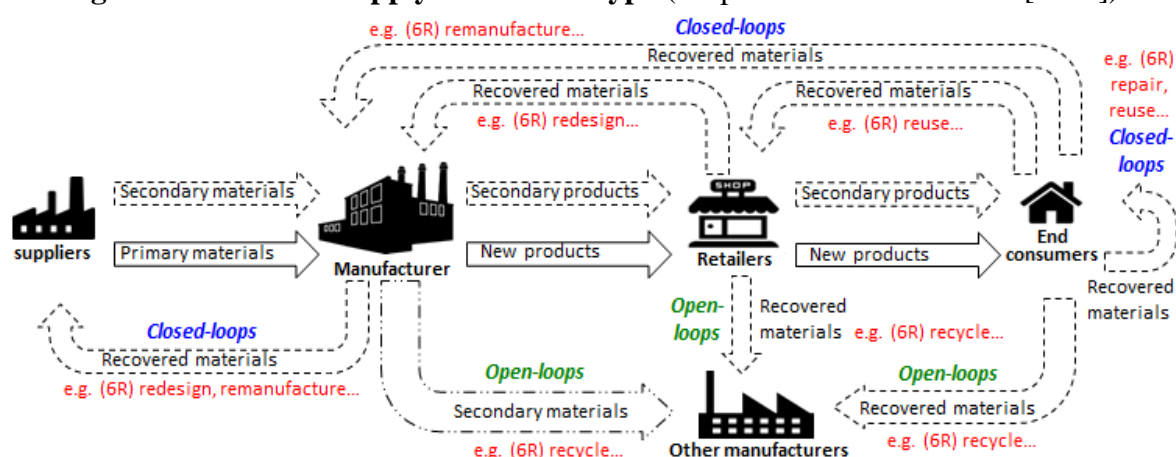 supply
ype
e.g. (6R) remanufacture...
Closed-loops
Recovered materials
e.g. (6R)
repair,
reuse...
Closed-
loops
Recovered materials
e.g. (6R) redesign...
Recovered materials
e.g. (6R) reuse...
SHOP
Secondary materials
Secondary products
Secondary products
suppliers
Primary materials
Manufacturer
New products
Retailers
New products
End
consumers
Recovered
materials
Closed-loops
Recovered materials
e.g. (6R) redesign, remanufacture...
Open-
loops
Recovered
materials
e.g. (6R) recycle...
Open-loops
Secondary materials
e.g. (6R) recycle...
Open-loops
Recovered materials
e.g. (6R) recycle...
Other manufacturers